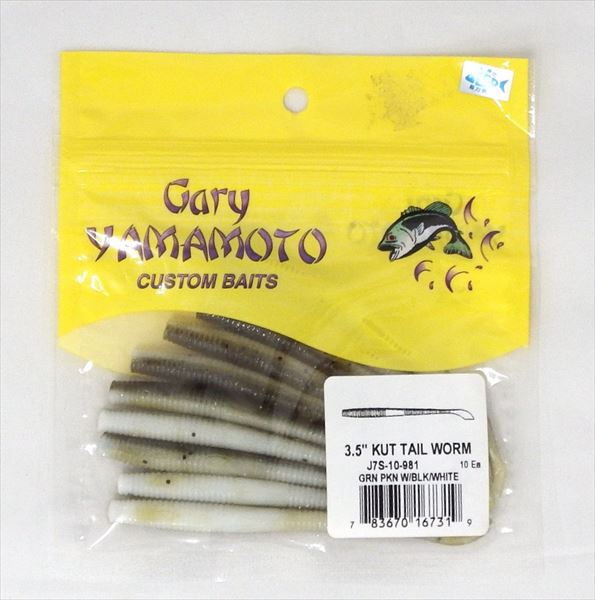 Gary
YAMAMOTO
CUSTOM BAITS
3.5" KUT TAIL WORM
J7S-10-981 10 Ea
GRN PKN W/BLK/WHITE
7 83670 16731 9